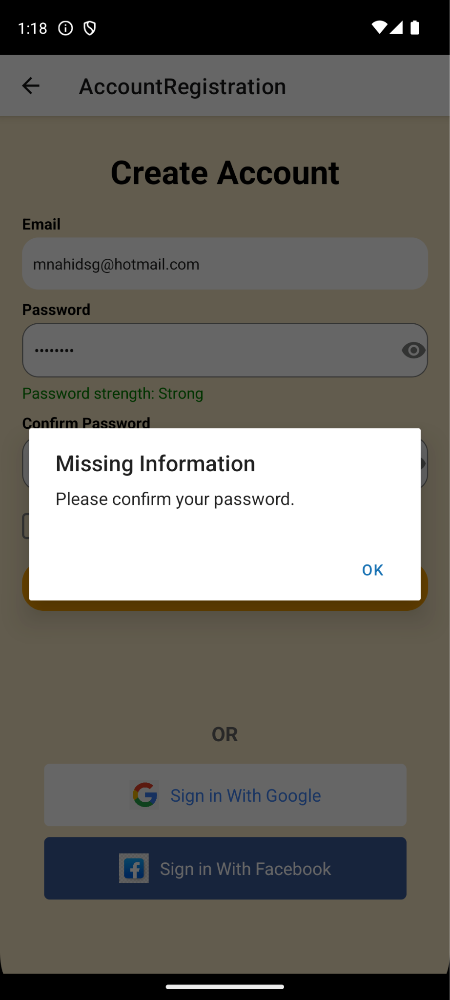 1:18
AccountRegistration
Create Account
Email
mnahidsg@hotmail.com
Password
••••••••
Password strength: Strong
Confirm Password
Missing Information
Please confirm your password.
OK
OR
Sign in With Google
Sign in With Facebook